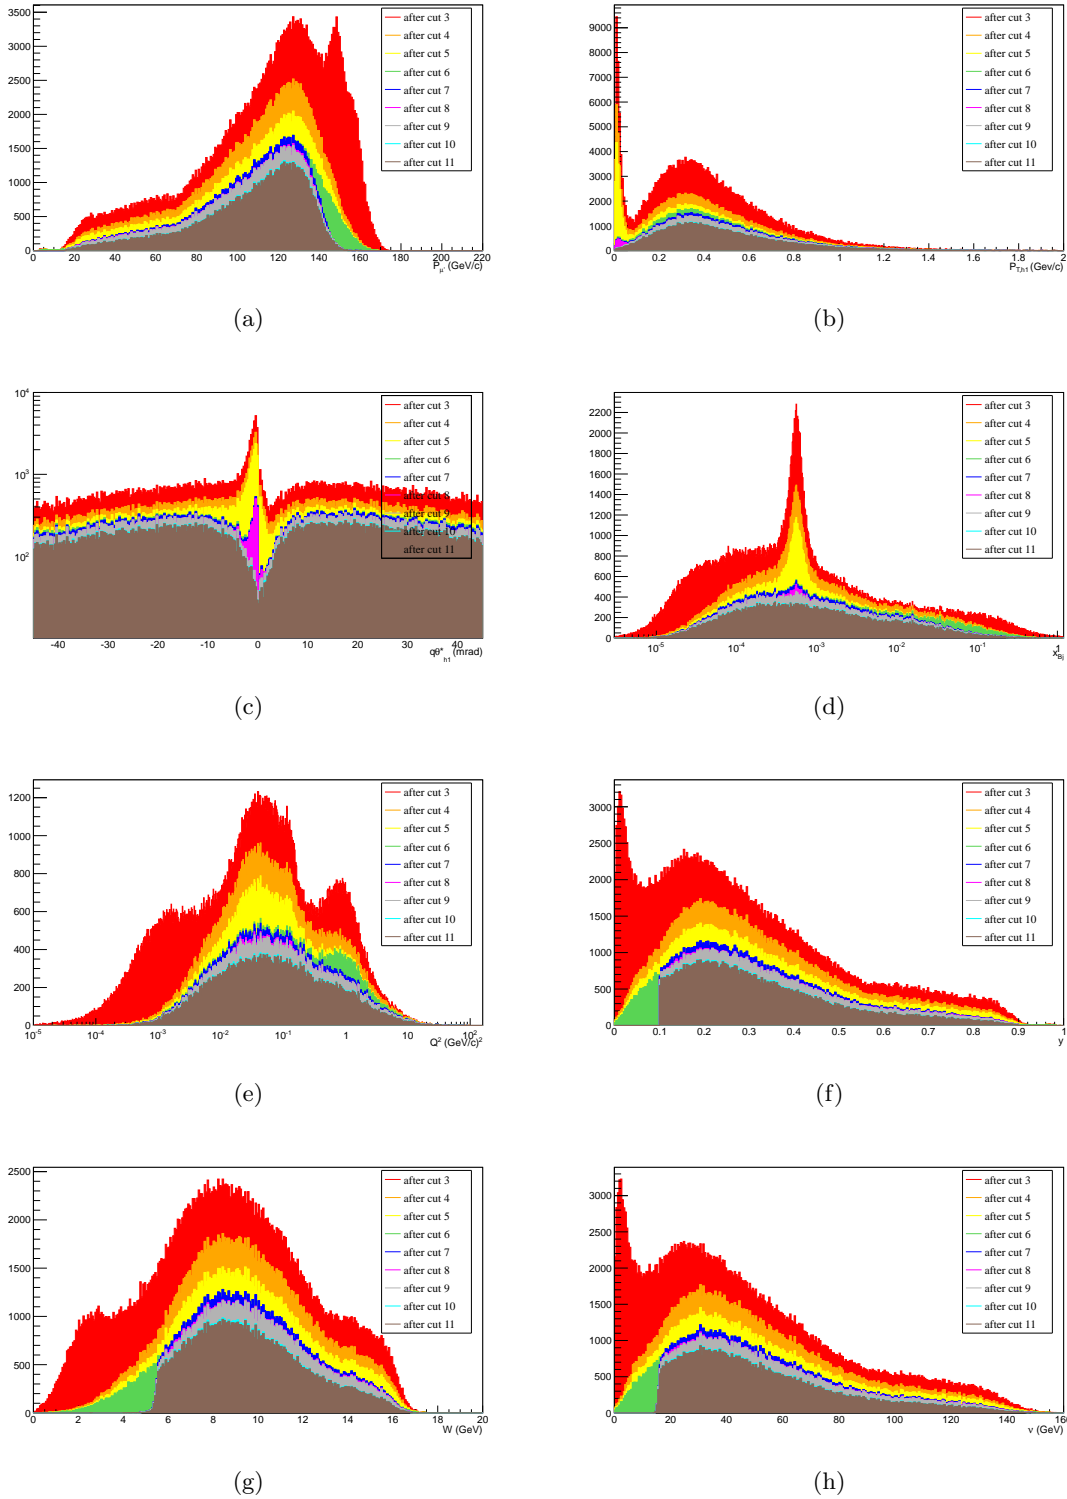 3500
3000
2500
2000
1500
1000
500
0
0 20 40 60 80 100 120 140 160 180 200 220
P_μ' (GeV/c)
after cut 3
after cut 4
after cut 5
after cut 6
after cut 7
after cut 8
after cut 9
after cut 10
after cut 11
(a)
9000
8000
7000
6000
5000
4000
3000
2000
1000
0
0 0.2 0.4 0.6 0.8 1 1.2 1.4 1.6 1.8 2
P_T,h1 (Gev/c)
after cut 3
after cut 4
after cut 5
after cut 6
after cut 7
after cut 8
after cut 9
after cut 10
after cut 11
(b)
10⁴
10³
10²
-40 -30 -20 -10 0 10 20 30 40
qθ*_h1 (mrad)
after cut 3
after cut 4
after cut 5
after cut 6
after cut 7
after cut 8
after cut 9
after cut 10
after cut 11
(c)
2200
2000
1800
1600
1400
1200
1000
800
600
400
200
0
10⁻⁵ 10⁻⁴ 10⁻³ 10⁻² 10⁻¹ 1
x_Bj
after cut 3
after cut 4
after cut 5
after cut 6
after cut 7
after cut 8
after cut 9
after cut 10
after cut 11
(d)
1200
1000
800
600
400
200
0
10⁻⁵ 10⁻⁴ 10⁻³ 10⁻² 10⁻¹ 1 10 10²
Q² (GeV/c)²
after cut 3
after cut 4
after cut 5
after cut 6
after cut 7
after cut 8
after cut 9
after cut 10
after cut 11
(e)
3000
2500
2000
1500
1000
500
0
0 0.1 0.2 0.3 0.4 0.5 0.6 0.7 0.8 0.9 1
y
after cut 3
after cut 4
after cut 5
after cut 6
after cut 7
after cut 8
after cut 9
after cut 10
after cut 11
(f)
2500
2000
1500
1000
500
0
0 2 4 6 8 10 12 14 16 18 20
W (GeV)
after cut 3
after cut 4
after cut 5
after cut 6
after cut 7
after cut 8
after cut 9
after cut 10
after cut 11
(g)
3000
2500
2000
1500
1000
500
0
0 20 40 60 80 100 120 140 160
ν (GeV)
after cut 3
after cut 4
after cut 5
after cut 6
after cut 7
after cut 8
after cut 9
after cut 10
after cut 11
(h)